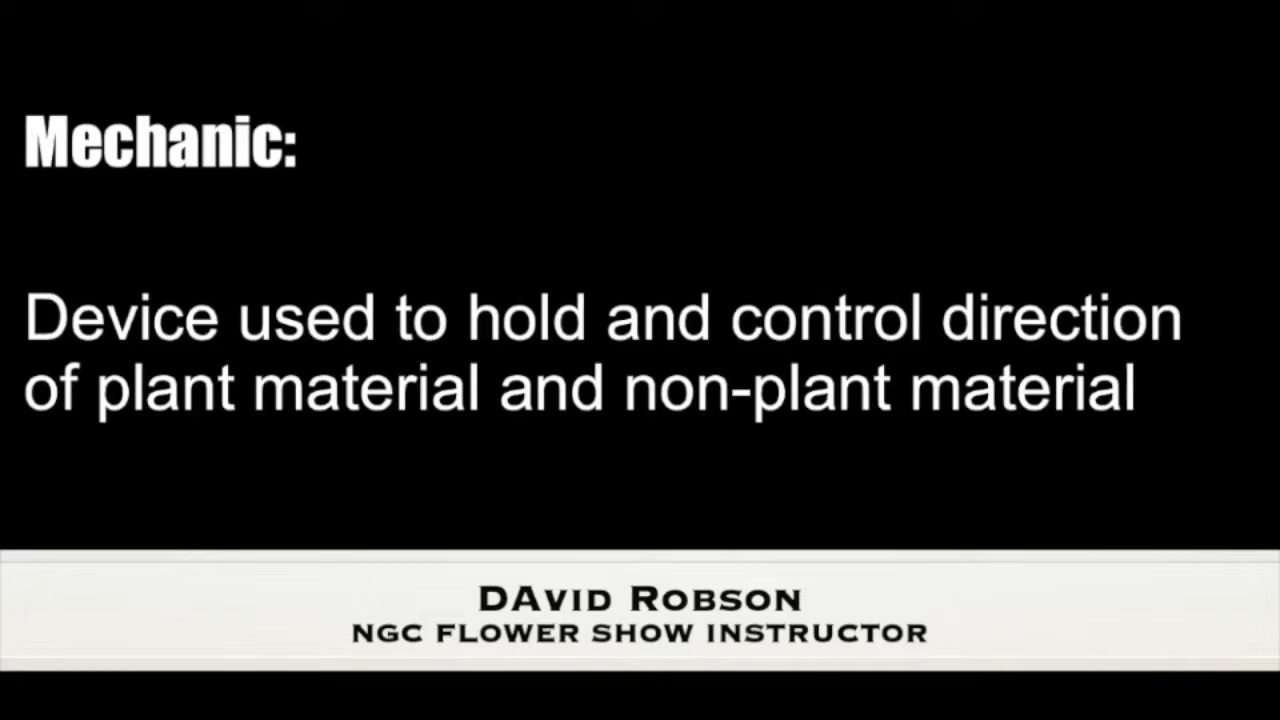 Mechanic:
Device used to hold and control direction
of plant material and non-plant material
DAVID ROBSON
NGC FLOWER SHOW INSTRUCTOR